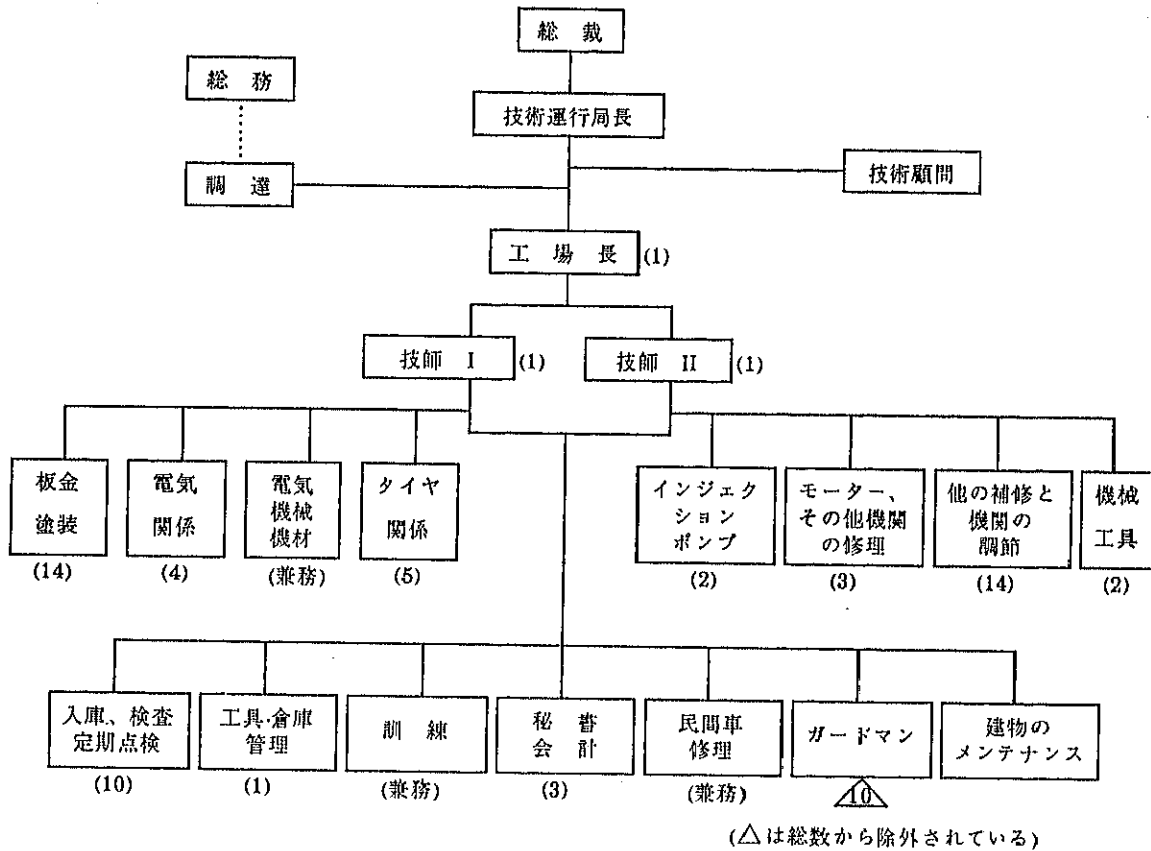 総裁
総務
技術運行局長
調達
技術顧問
工場長 (1)
技師 I (1)
技師 II (1)
板金
塗装
(14)
電気
関係
(4)
電気
機械
機材
(兼務)
タイヤ
関係
(5)
インジェク
ション
ポンプ
(2)
モーター、
その他機関
の修理
(3)
他の補修と
機関の
調節
(14)
機械
工具
(2)
入庫、検査
定期点検
(10)
工具·倉庫
管理
(1)
訓練
(兼務)
秘書
会計
(3)
民間車
修理
(兼務)
ガードマン
10
建物の
メンテナンス
(△は総数から除外されている)